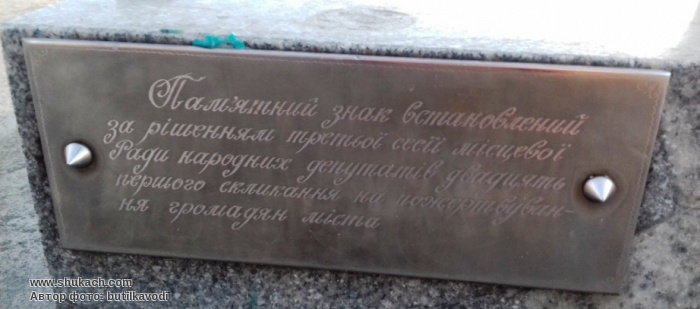 Пам'ятний знак встановлений
за рішенням третьої сесії місцевої
Ради народних депутатів двадцять
першого скликання на пожертвуван-
ня громадян міста
www.shukach.com
Автор фото: butilkavodi